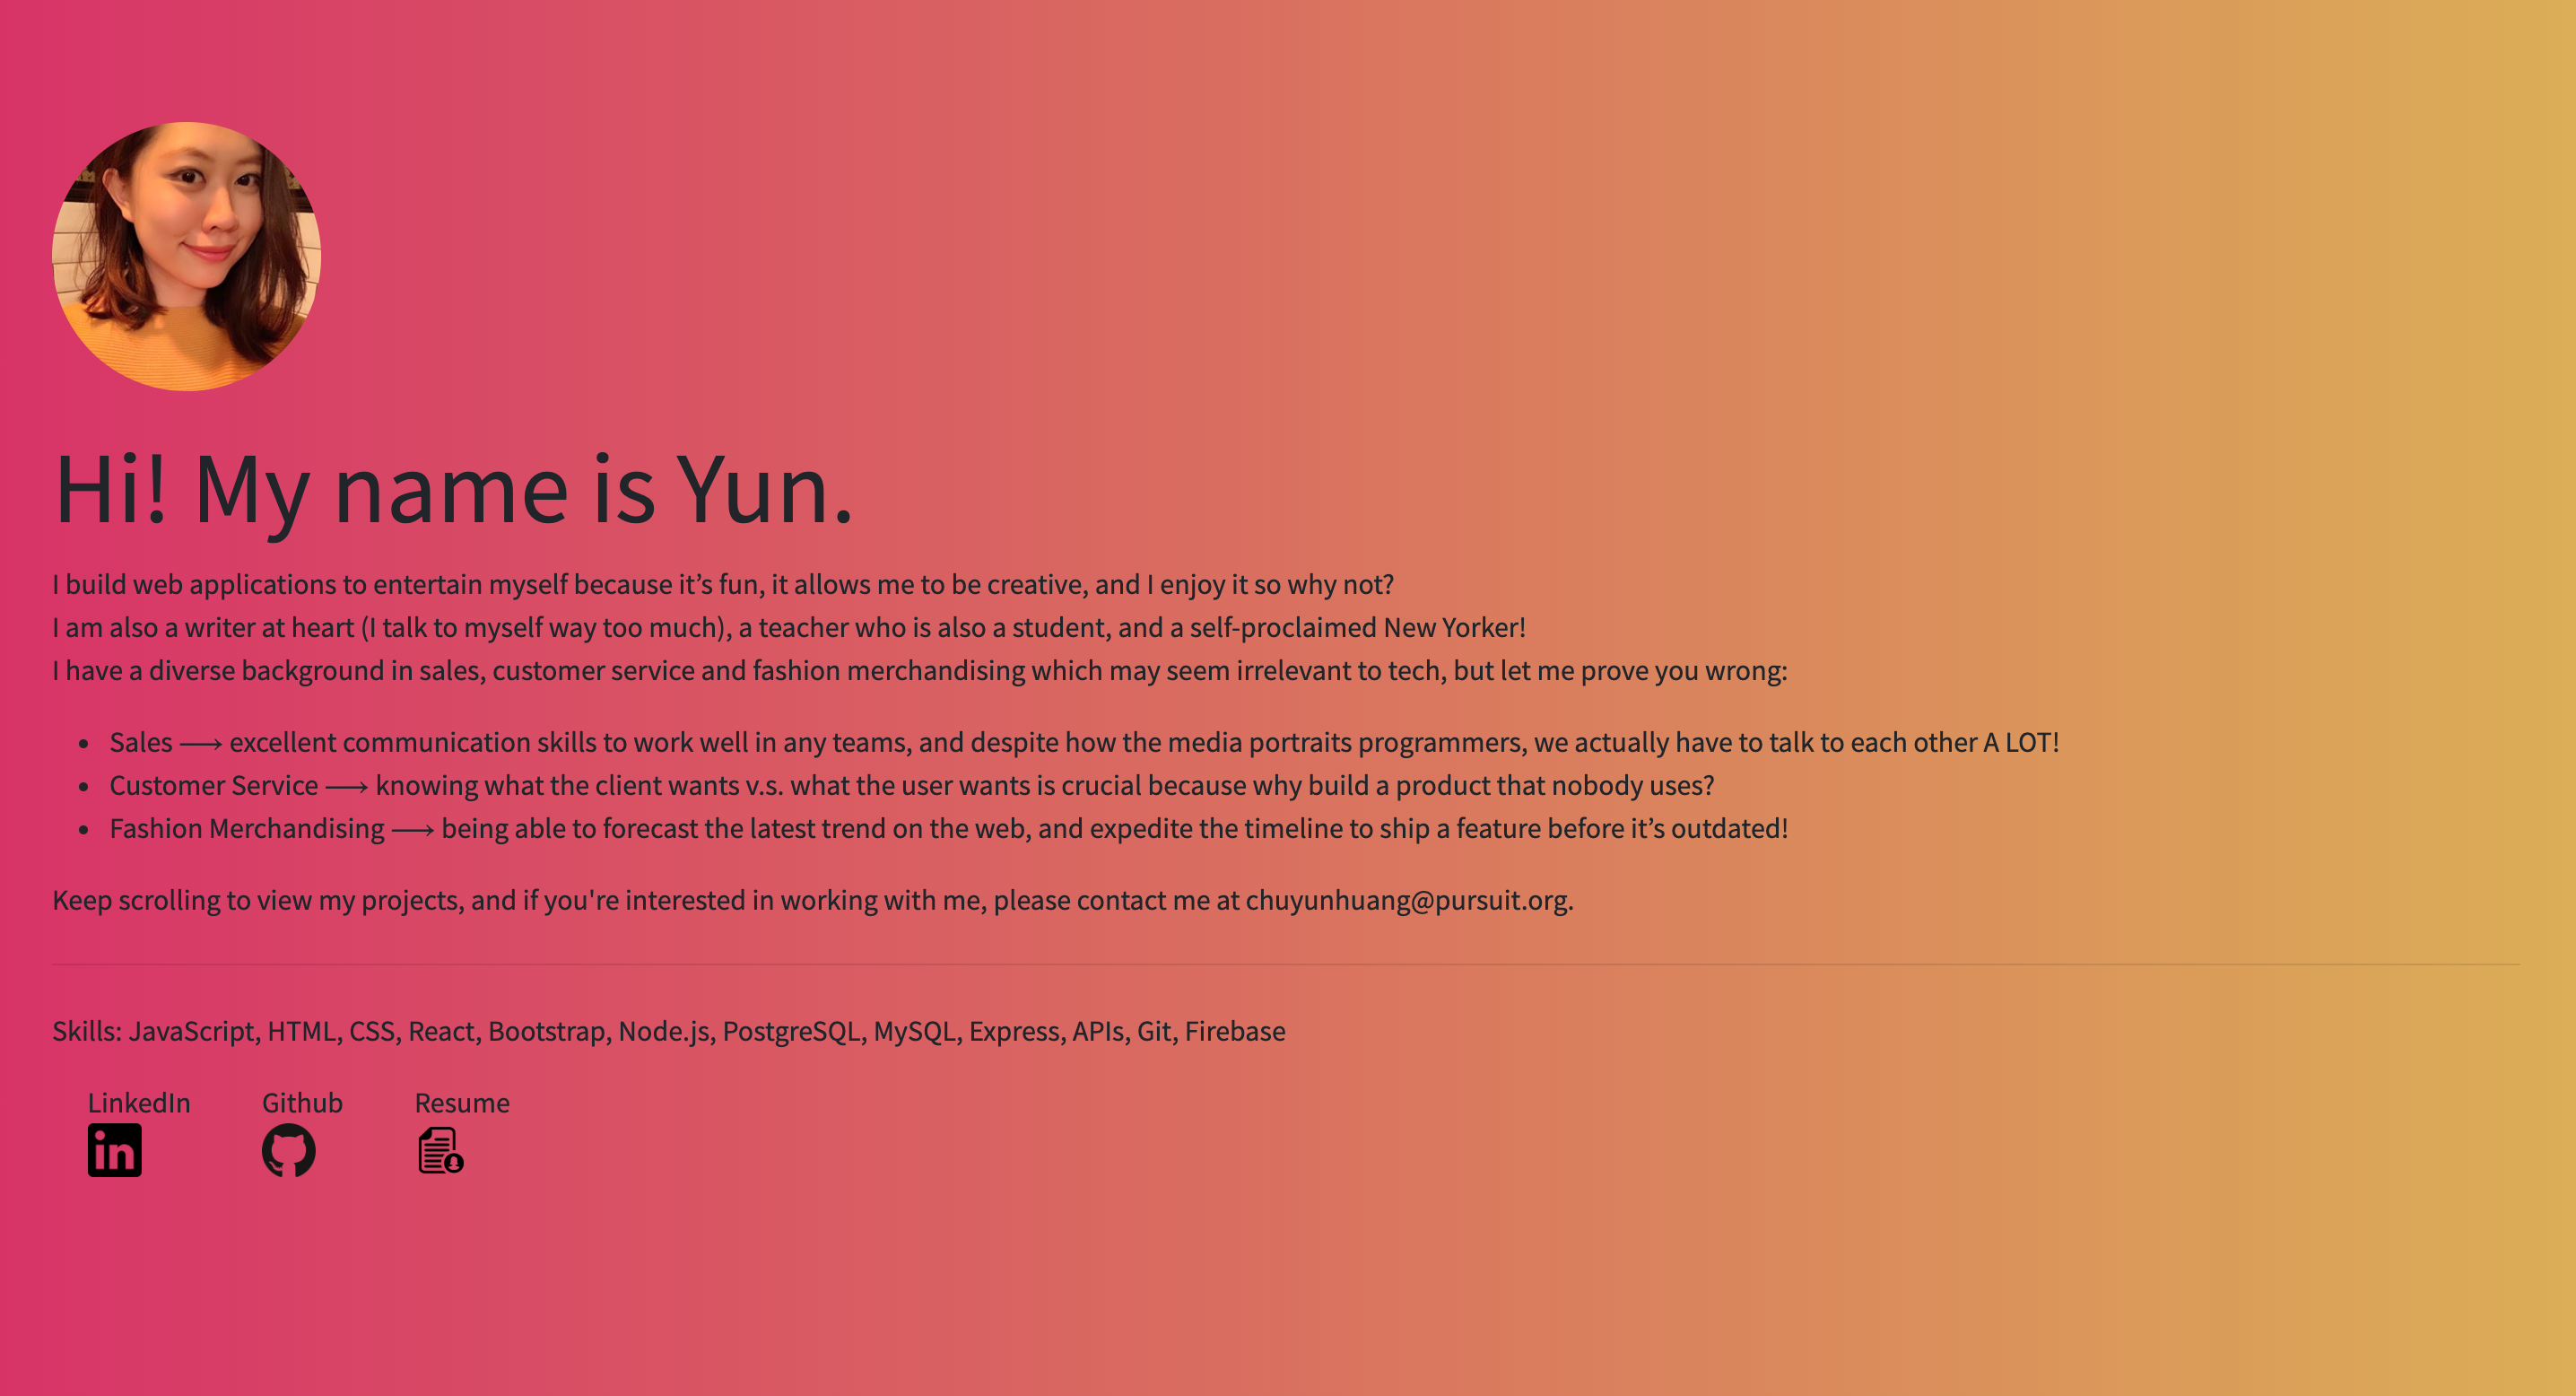 Hi! My name is Yun.
I build web applications to entertain myself because it’s fun, it allows me to be creative, and I enjoy it so why not?
I am also a writer at heart (I talk to myself way too much), a teacher who is also a student, and a self-proclaimed New Yorker!
I have a diverse background in sales, customer service and fashion merchandising which may seem irrelevant to tech, but let me prove you wrong:
• Sales ⟶ excellent communication skills to work well in any teams, and despite how the media portraits programmers, we actually have to talk to each other A LOT!
• Customer Service ⟶ knowing what the client wants v.s. what the user wants is crucial because why build a product that nobody uses?
• Fashion Merchandising ⟶ being able to forecast the latest trend on the web, and expedite the timeline to ship a feature before it’s outdated!
Keep scrolling to view my projects, and if you're interested in working with me, please contact me at chuyunhuang@pursuit.org.
Skills: JavaScript, HTML, CSS, React, Bootstrap, Node.js, PostgreSQL, MySQL, Express, APIs, Git, Firebase
LinkedIn Github Resume
in